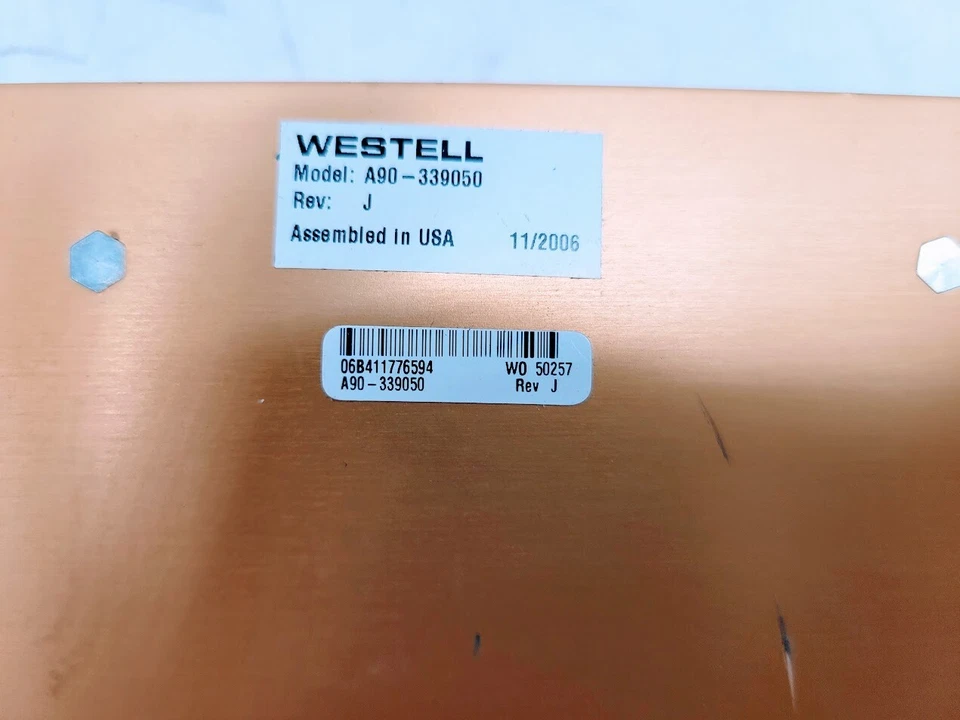 WESTELL
Model: A90-339050
Rev: J
Assembled in USA 11/2006
06B411776594 WO 50257
A90-339050 Rev J